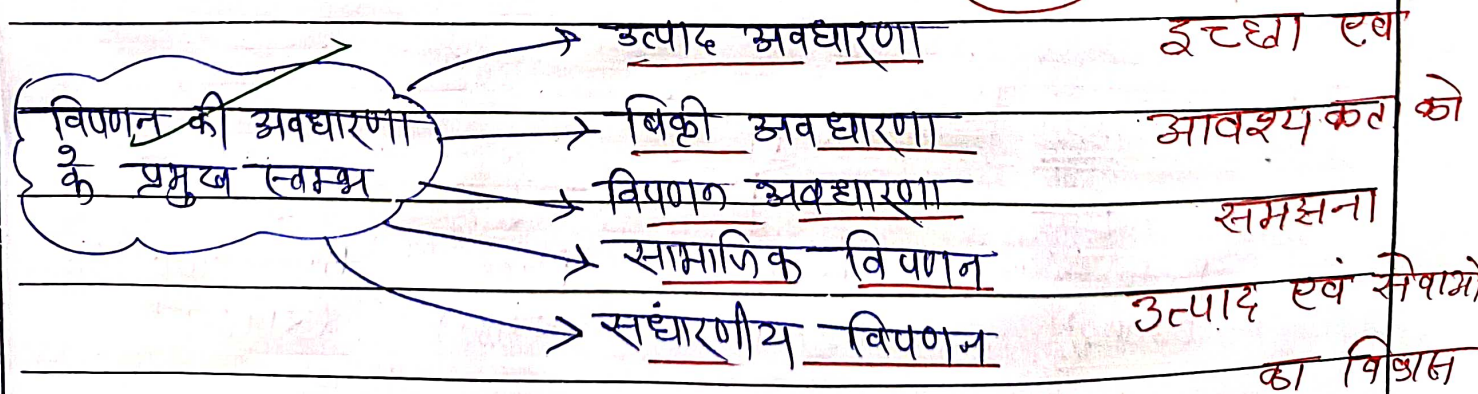 उत्पाद अवधारणा
विपणन की अवधारणा
के प्रमुख स्तम्भ
बिक्री अवधारणा
विपणन अवधारणा
सामाजिक विपणन
संधारणीय विपणन
इच्छा एवं
आवश्यकता को
समझना
उत्पाद एवं सेवाओं
का विकास